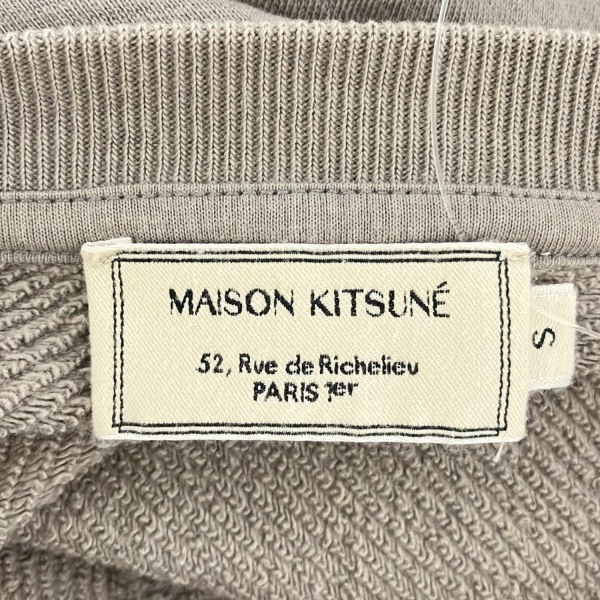 MAISON KITSUNÉ
52, Rue de Richelieu
PARIS 1er
S